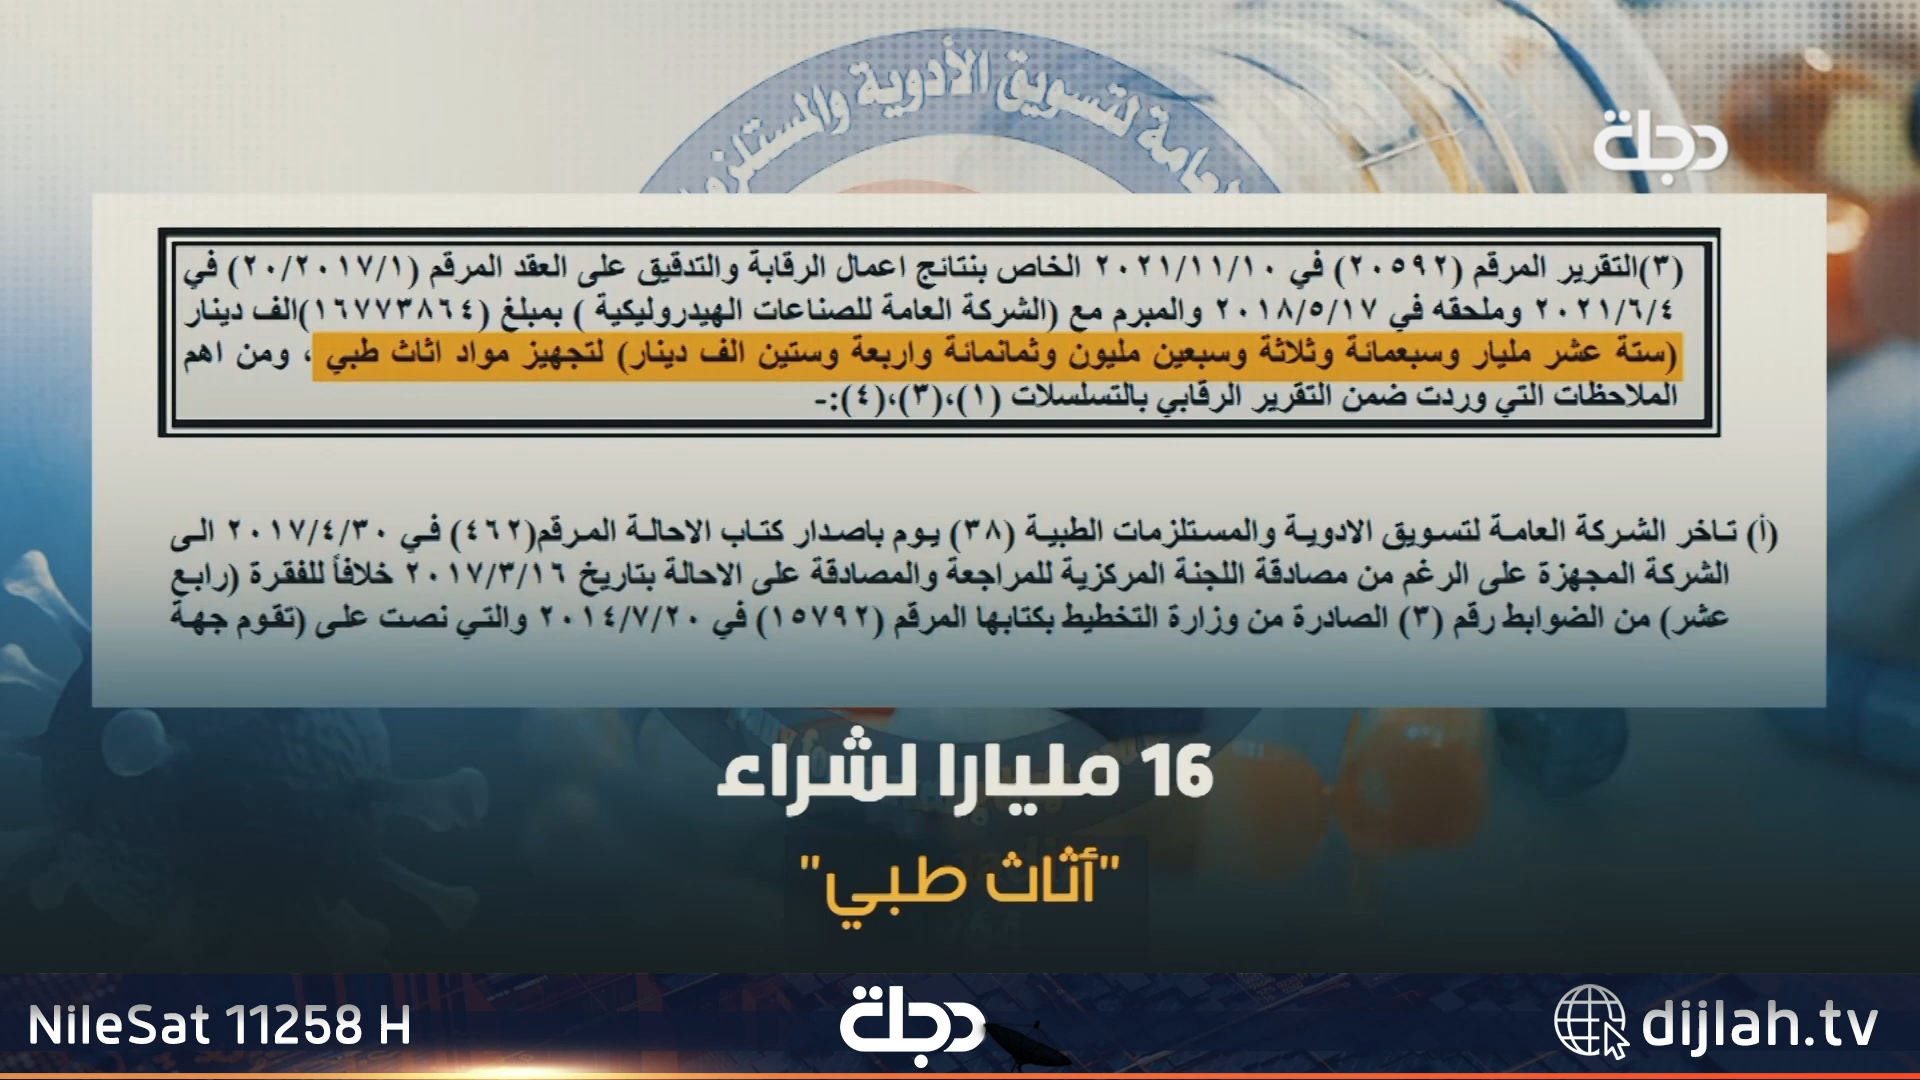 عامة لتسويق الأدوية والمستلزم
دجلة
(٣)التقرير المرقم (٢٠٥٩٢) في ٢٠٢١/١١/١٠ الخاص بنتائج اعمال الرقابة والتدقيق على العقد المرقم (٢٠/٢٠١٧/١) في
٢٠٢١/٦/٤ وملحقه في ٢٠١٨/٥/١٧ والمبرم مع (الشركة العامة للصناعات الهيدروليكية ) بمبلغ (١٦٧٧٣٨٦٤)الف دينار
(ستة عشر مليار وسبعمائة وثلاثة وسبعين مليون وثمانمائة واربعة وستين الف دينار) لتجهيز مواد اثاث طبي ، ومن اهم
الملاحظات التي وردت ضمن التقرير الرقابي بالتسلسلات (١)،(٣)،(٤):-
(أ) تاخر الشركة العامة لتسويق الادوية والمستلزمات الطبية (٣٨) يوم باصدار كتاب الاحالة المرقم(٤٦٢) في ٢٠١٧/٤/٣٠ الى
الشركة المجهزة على الرغم من مصادقة اللجنة المركزية للمراجعة والمصادقة على الاحالة بتاريخ ٢٠١٧/٣/١٦ خلافاً للفقرة (رابع
عشر) من الضوابط رقم (٣) الصادرة من وزارة التخطيط بكتابها المرقم (١٥٧٩٢) في ٢٠١٤/٧/٢٠ والتي نصت على (تقوم جهة
16 مليارا لشراء
"أثاث طبي"
NileSat 11258 H
دجلة
dijlah.tv